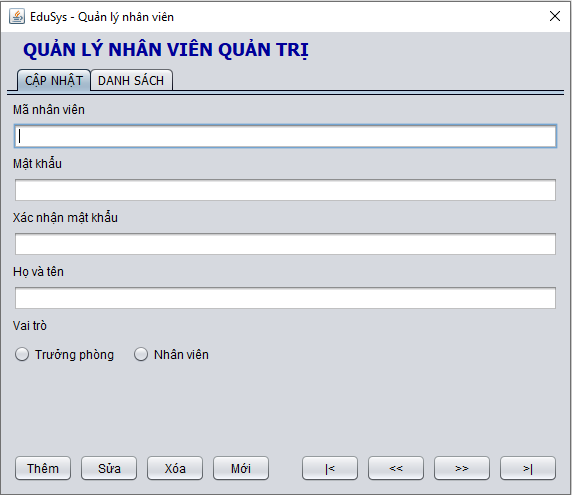 EduSys - Quản lý nhân viên
QUẢN LÝ NHÂN VIÊN QUẢN TRỊ
CẬP NHẬT DANH SÁCH
Mã nhân viên
Mật khẩu
Xác nhận mật khẩu
Họ và tên
Vai trò
Trưởng phòng Nhân viên
Thêm Sửa Xóa Mới |< << >> >|